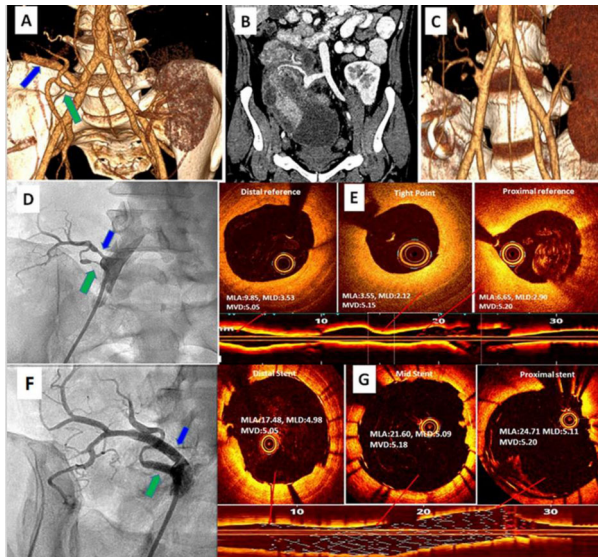 A
B
C
D
Distal reference
E
Tight Point
Proximal reference
MLA:9.85, MLD:3.53
MVD:5.05
MLA:3.55, MLD:2.12
MVD:5.15
MLA:6.65, MLD:2.90
MVD:5.20
10
20
30
F
Distal Stent
G
Mid Stent
Proximal stent
MLA:17.48, MLD:4.98
MVD:5.05
MLA:21.60, MLD:5.09
MVD:5.18
MLA:24.71 MLD:5.11
MVD:5.20
10
20
30